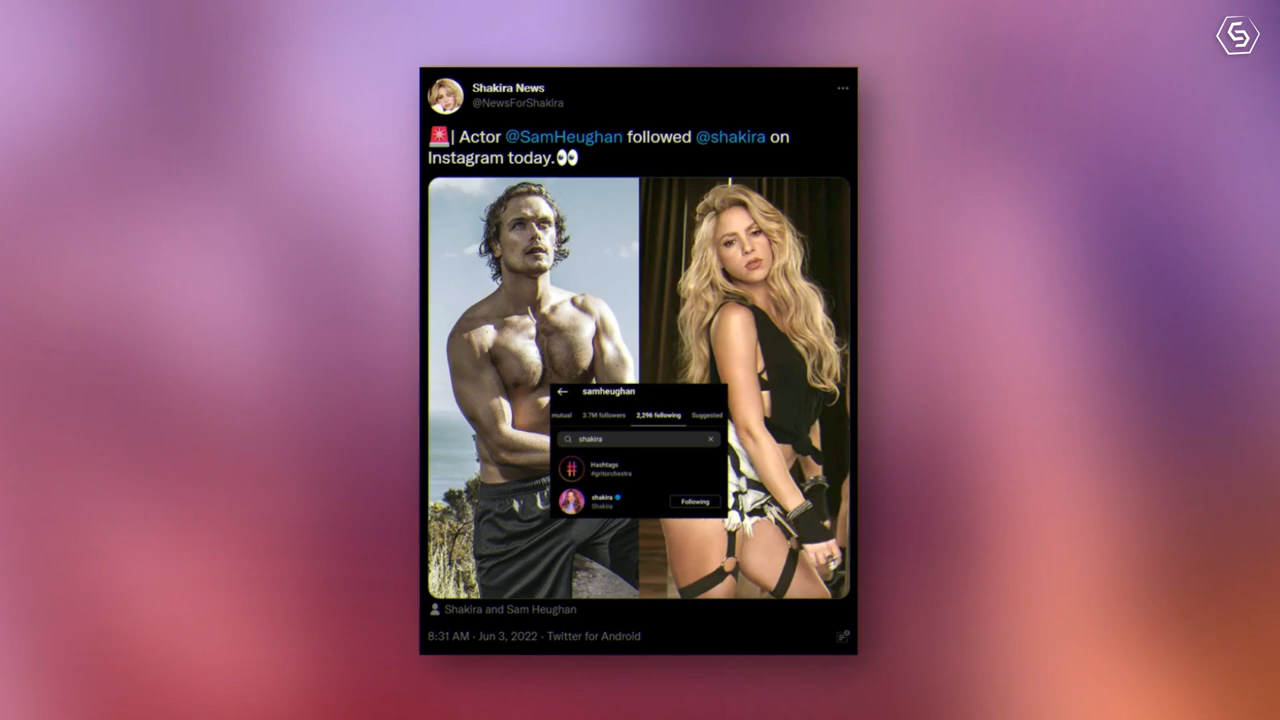 Shakira News
@NewsForShakira
🚨| Actor @SamHeughan followed @shakira on
Instagram today.👀
samheughan
mutual 3.7M followers 2,296 following Suggested
shakira
Hashtags
#gritorchestra
shakira
Shakira
Following
Shakira and Sam Heughan
8:31 AM · Jun 3, 2022 · Twitter for Android